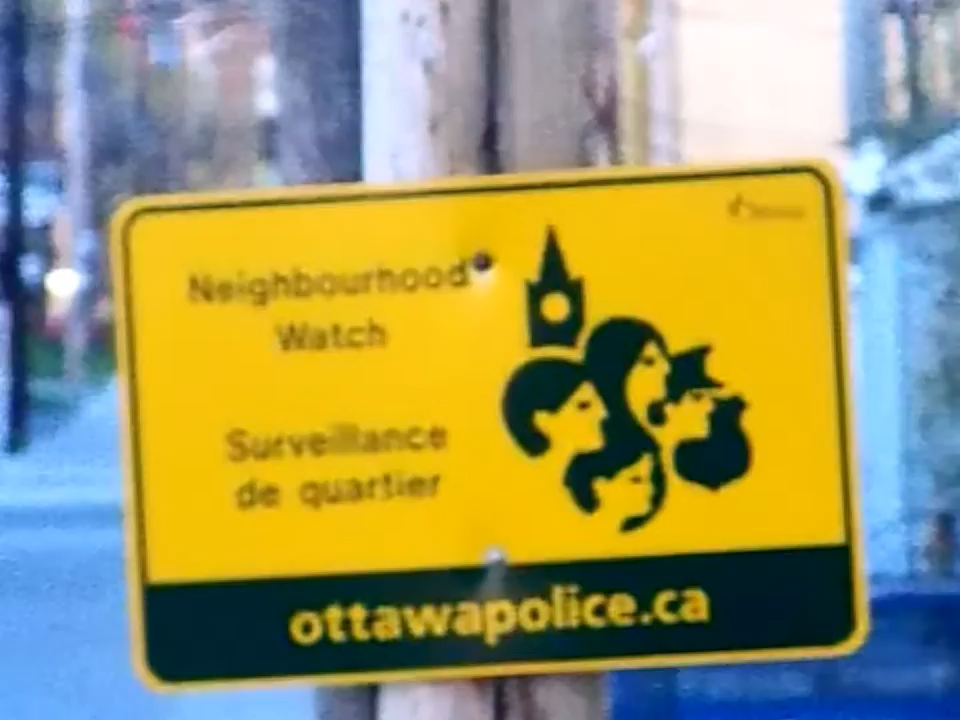 Neighbourhood
Watch
Surveillance
de quartier
ottawapolice.ca